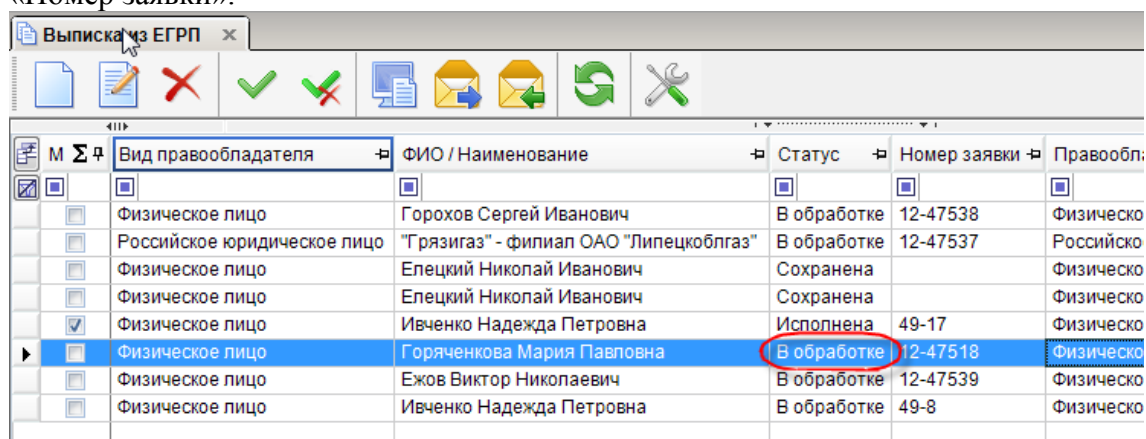 «Номер заявки».
Выписка из ЕГРП
М Σ Вид правообладателя ФИО / Наименование Статус Номер заявки Правообла
Физическое лицо Горохов Сергей Иванович В обработке 12-47538 Физическо
Российское юридическое лицо "Грязигаз" - филиал ОАО "Липецкоблгаз" В обработке 12-47537 Российско
Физическое лицо Елецкий Николай Иванович Сохранена Физическо
Физическое лицо Елецкий Николай Иванович Сохранена Физическо
Физическое лицо Ивченко Надежда Петровна Исполнена 49-17 Физическо
Физическое лицо Горяченкова Мария Павловна В обработке 12-47518 Физическо
Физическое лицо Ежов Виктор Николаевич В обработке 12-47539 Физическо
Физическое лицо Ивченко Надежда Петровна В обработке 49-8 Физическо